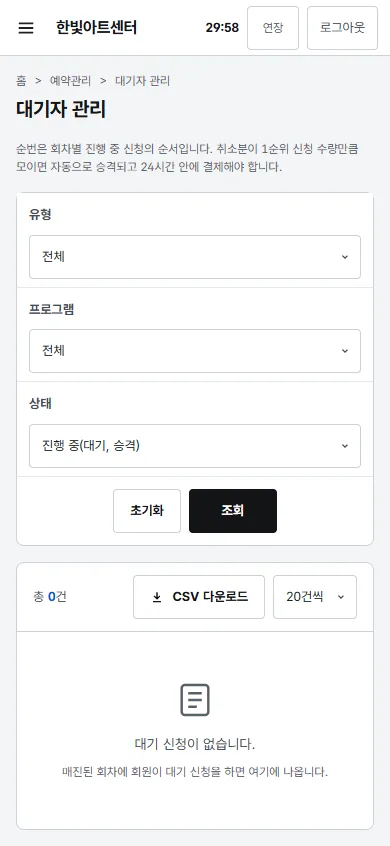 한빛아트센터 29:58 연장 로그아웃
홈 > 예약관리 > 대기자 관리
대기자 관리
순번은 회차별 진행 중 신청의 순서입니다. 취소분이 1순위 신청 수량만큼
모이면 자동으로 승격되고 24시간 안에 결제해야 합니다.
유형
전체
프로그램
전체
상태
진행 중(대기, 승격)
초기화 조회
총 0건 CSV 다운로드 20건씩
대기 신청이 없습니다.
매진된 회차에 회원이 대기 신청을 하면 여기에 나옵니다.